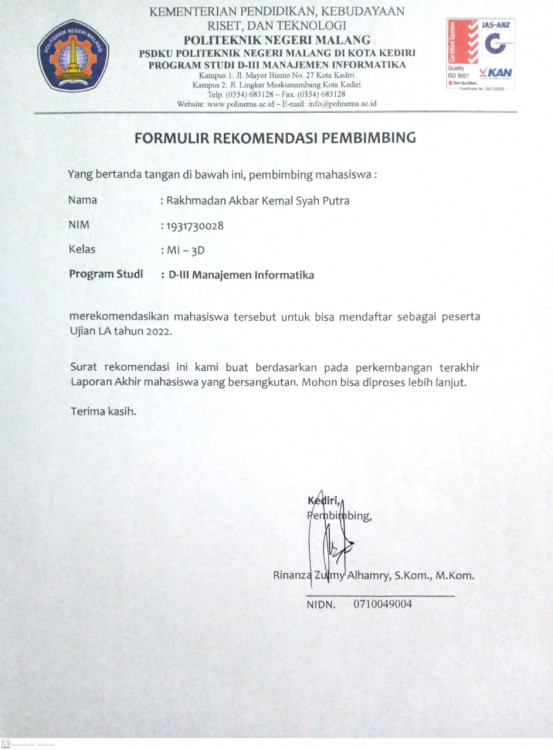 KEMENTERIAN PENDIDIKAN, KEBUDAYAAN
RISET, DAN TEKNOLOGI
POLITEKNIK NEGERI MALANG
PSDKU POLITEKNIK NEGERI MALANG DI KOTA KEDIRI
PROGRAM STUDI D-III MANAJEMEN INFORMATIKA
Kampus 1: Jl. Mayor Bismo No. 27 Kota Kediri
Kampus 2: Jl. Lingkar Maskumambang Kota Kediri
Telp. (0354) 683128 – Fax. (0354) 683128
Website: www.polinema.ac.id – E-mail: info@polinema.ac.id
POLITEKNIK NEGERI MALANG
JAS-ANZ
Certified System
Quality
ISO 9001
KAN
FORMULIR REKOMENDASI PEMBIMBING
Yang bertanda tangan di bawah ini, pembimbing mahasiswa :
Nama : Rakhmadan Akbar Kemal Syah Putra
NIM : 1931730028
Kelas : MI – 3D
Program Studi : D-III Manajemen Informatika
merekomendasikan mahasiswa tersebut untuk bisa mendaftar sebagai peserta
Ujian LA tahun 2022.
Surat rekomendasi ini kami buat berdasarkan pada perkembangan terakhir
Laporan Akhir mahasiswa yang bersangkutan. Mohon bisa diproses lebih lanjut.
Terima kasih.
Kediri,
Pembimbing,
Rinanza Zulmy Alhamry, S.Kom., M.Kom.
NIDN. 0710049004